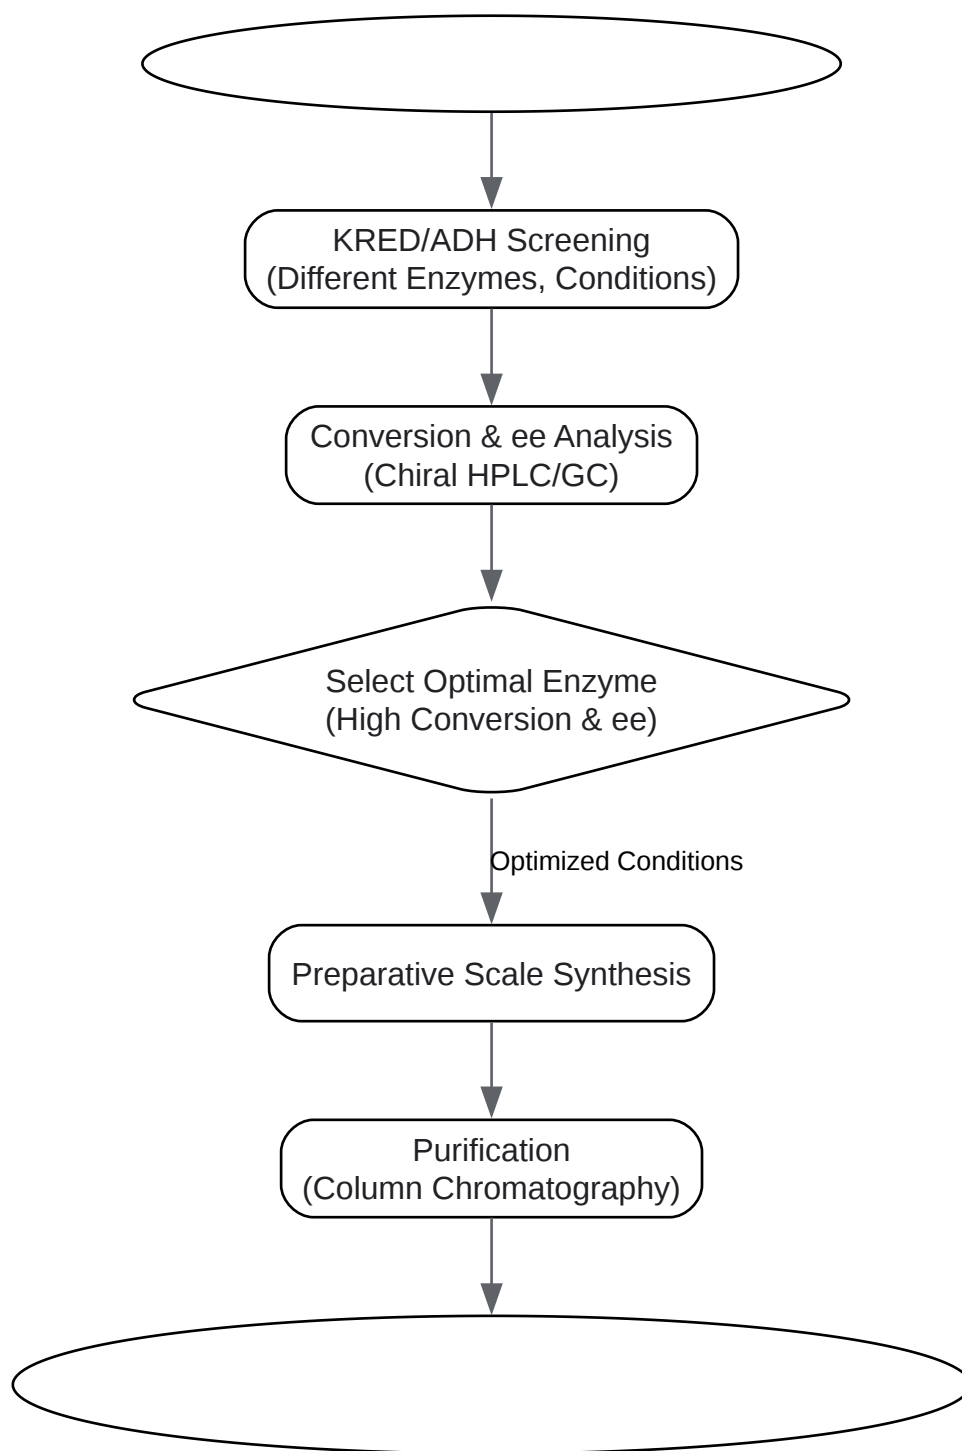 KRED/ADH Screening
(Different Enzymes, Conditions)
Conversion & ee Analysis
(Chiral HPLC/GC)
Select Optimal Enzyme
(High Conversion & ee)
Optimized Conditions
Preparative Scale Synthesis
Purification
(Column Chromatography)